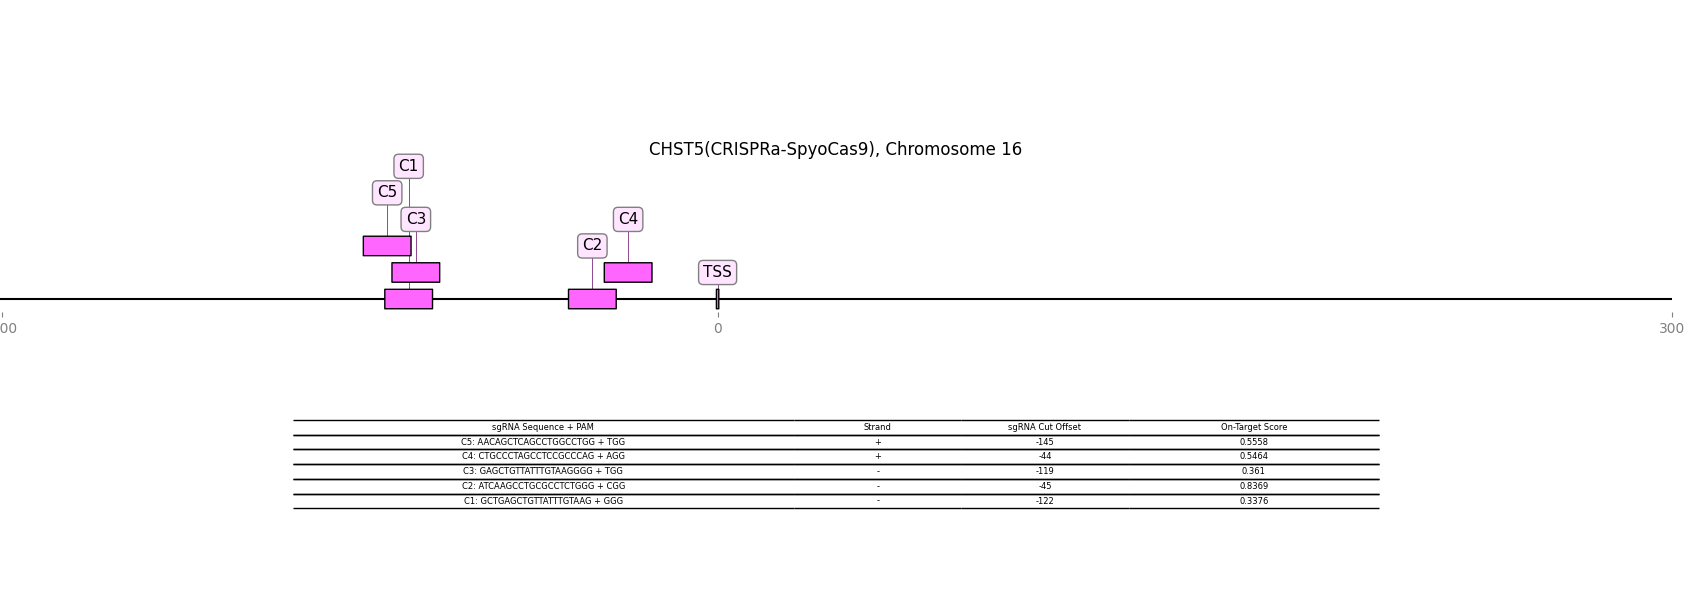 CHST5(CRISPRa-SpyoCas9), Chromosome 16
C1
C5
C3
C4
C2
TSS
00
0
300
sgRNA Sequence + PAM Strand sgRNA Cut Offset On-Target Score
C5: AACAGCTCAGCCTGGCCTGG + TGG + -145 0.5558
C4: CTGCCCTAGCCTCCGCCCAG + AGG + -44 0.5464
C3: GAGCTGTTATTTGTAAGGGG + TGG - -119 0.361
C2: ATCAAGCCTGCGCCTCTGGG + CGG - -45 0.8369
C1: GCTGAGCTGTTATTTGTAAG + GGG - -122 0.3376